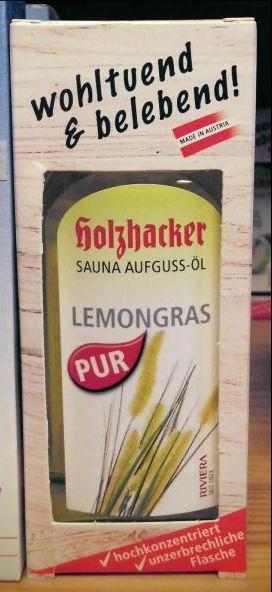 wohltuend
& belebend!
MADE IN AUSTRIA
Holzhacker
SAUNA AUFGUSS-ÖL
LEMONGRAS
PUR
RIVIERA
✓ hochkonzentriert
✓ unzerbrechliche
Flasche